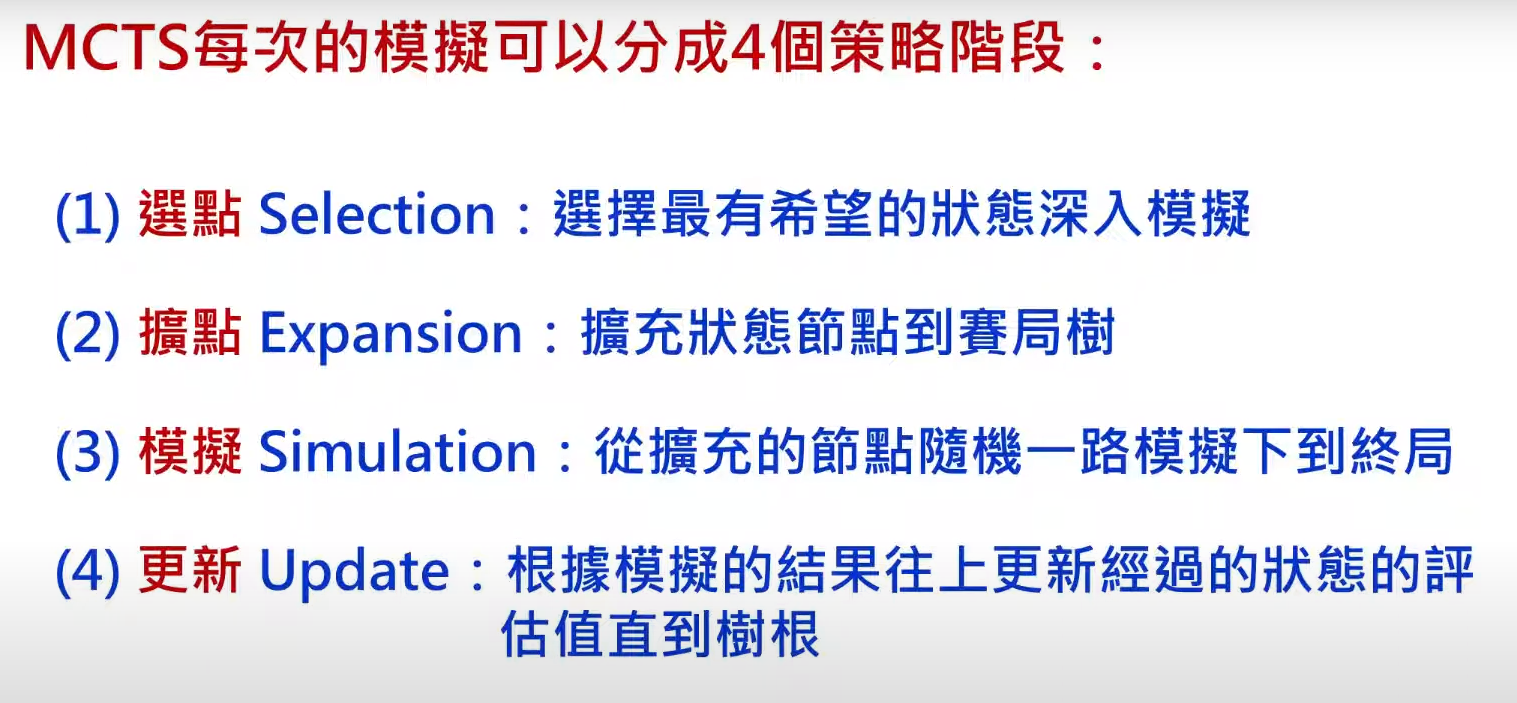 MCTS每次的模擬可以分成4個策略階段：
(1) 選點 Selection：選擇最有希望的狀態深入模擬
(2) 擴點 Expansion：擴充狀態節點到賽局樹
(3) 模擬 Simulation：從擴充的節點隨機一路模擬下到終局
(4) 更新 Update：根據模擬的結果往上更新經過的狀態的評
估值直到樹根